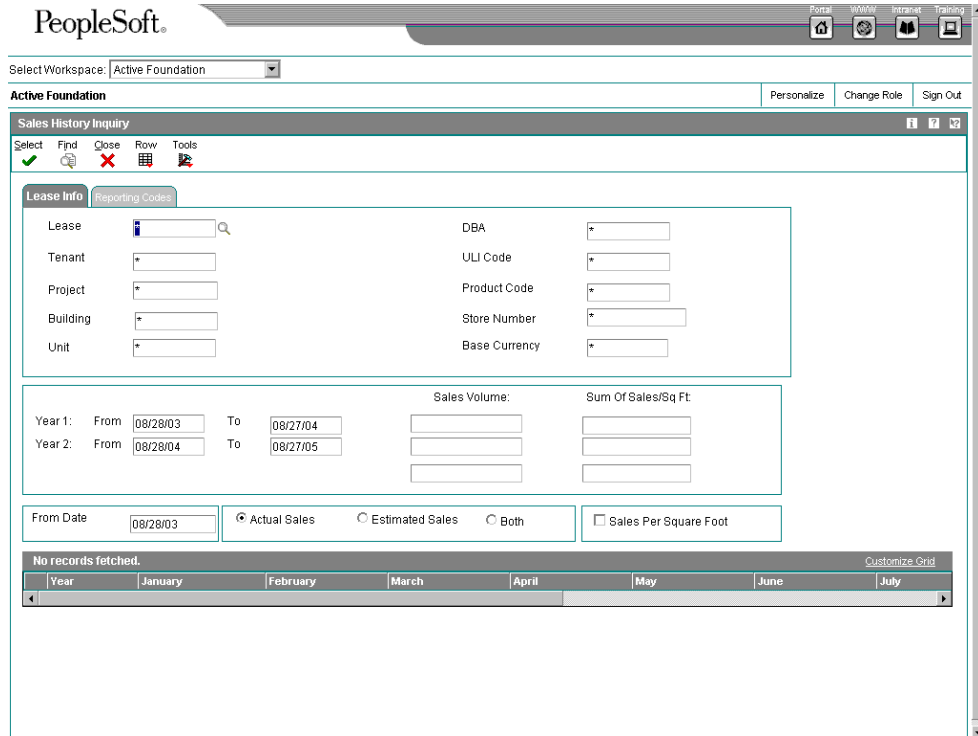 Portal WWW Intranet Training
PeopleSoft®
Select Workspace: Active Foundation
Active Foundation Personalize Change Role Sign Out
Sales History Inquiry
Select Find Close Row Tools
Lease Info Reporting Codes
Lease * DBA *
Tenant * ULI Code *
Project * Product Code *
Building * Store Number *
Unit * Base Currency *
Sales Volume: Sum Of Sales/Sq Ft:
Year 1: From 08/28/03 To 08/27/04
Year 2: From 08/28/04 To 08/27/05
From Date 08/28/03 Actual Sales Estimated Sales Both Sales Per Square Foot
No records fetched. Customize Grid
Year January February March April May June July